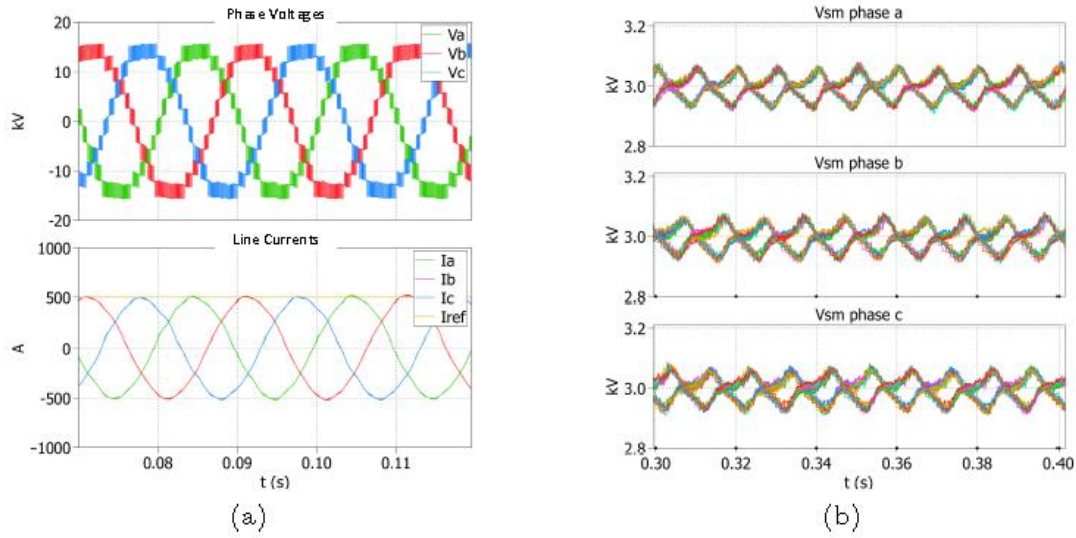 Phase Voltages
20
10
0
-10
-20
kV
Va
Vb
Vc
Line Currents
1000
500
0
-500
-1000
A
Ia
Ib
Ic
Iref
0.08 0.09 0.10 0.11
t (s)
(a)
Vsm phase a
3.2
3.0
2.8
kV
Vsm phase b
3.2
3.0
2.8
kV
Vsm phase c
3.2
3.0
2.8
kV
0.30 0.32 0.34 0.36 0.38 0.40
t (s)
(b)